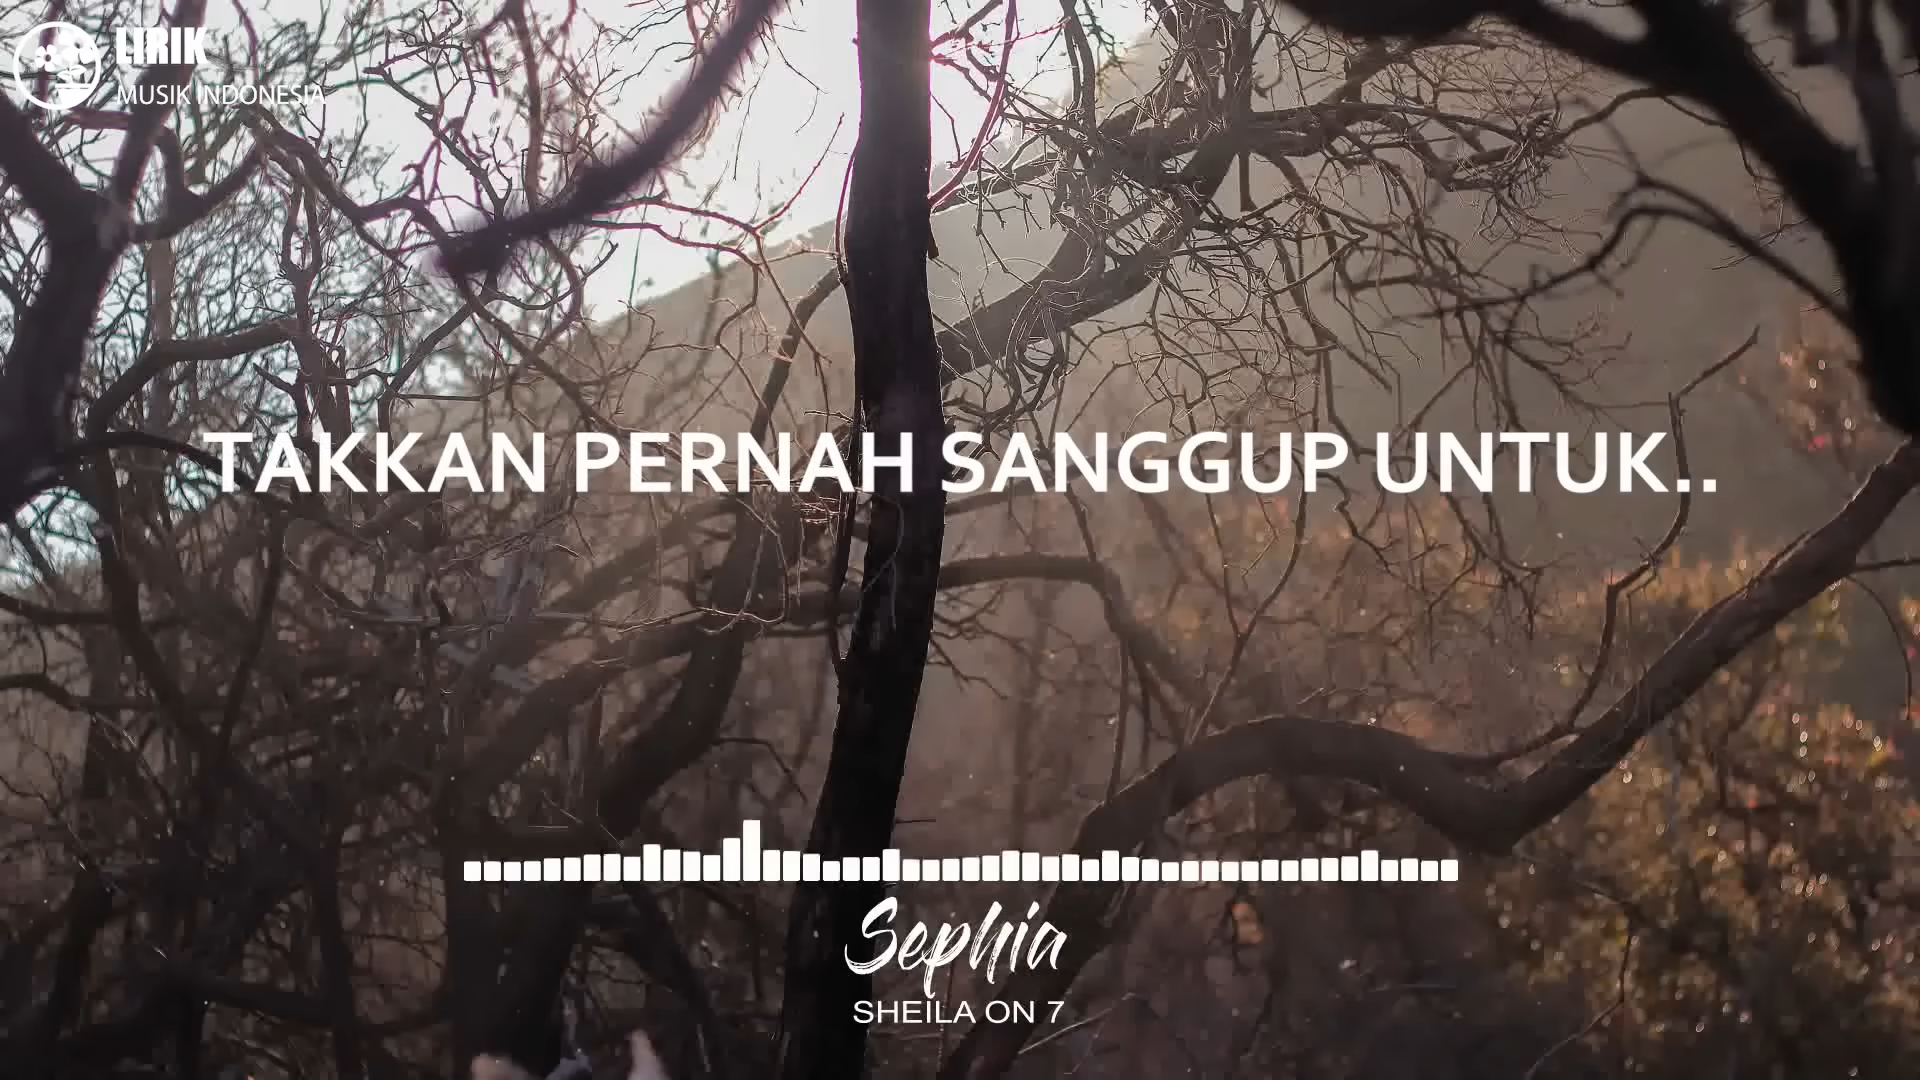 LIRIK
MUSIK INDONESIA
TAKKAN PERNAH SANGGUP UNTUK..
Sephia
SHEILA ON 7